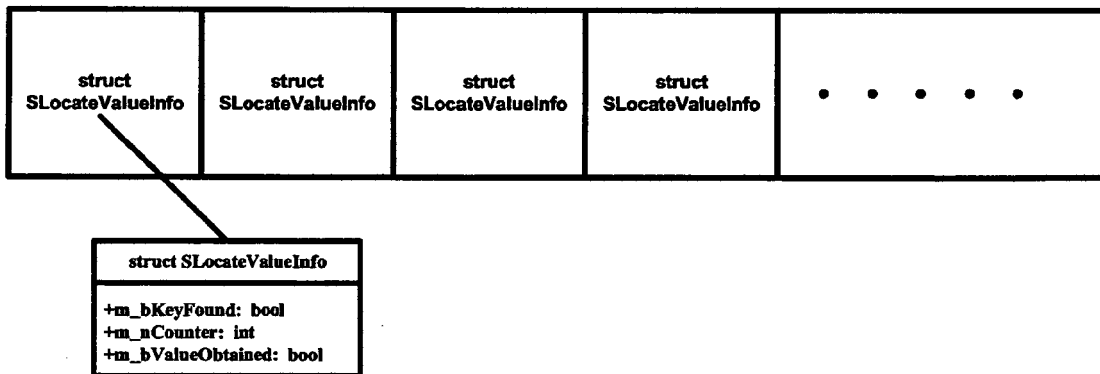 struct
SLocateValueInfo
struct
SLocateValueInfo
struct
SLocateValueInfo
struct
SLocateValueInfo
• • • • •
struct SLocateValueInfo
+m_bKeyFound: bool
+m_nCounter: int
+m_bValueObtained: bool